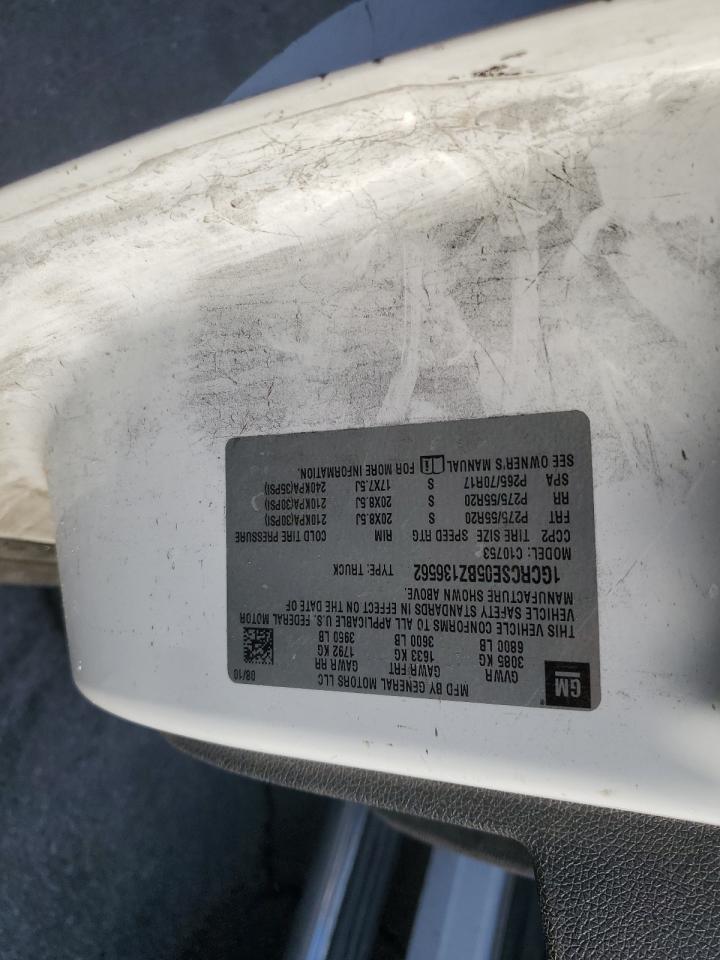 GM
MFD BY GENERAL MOTORS LLC 08/10
GVWR GAWR FRT GAWR RR
3085 KG 1633 KG 1792 KG
6800 LB 3600 LB 3950 LB
THIS VEHICLE CONFORMS TO ALL APPLICABLE U.S. FEDERAL MOTOR
VEHICLE SAFETY STANDARDS IN EFFECT ON THE DATE OF
MANUFACTURE SHOWN ABOVE.
1GCRCSE05BZ136562 TYPE: TRUCK
MODEL: C10753
CCP2 TIRE SIZE SPEED RTG RIM COLD TIRE PRESSURE
FRT P275/55R20 S 20X8.5J 210KPA(30PSI)
RR P275/55R20 S 20X8.5J 210KPA(30PSI)
SPA P265/70R17 S 17X7.5J 240KPA(35PSI)
SEE OWNER'S MANUAL FOR MORE INFORMATION.